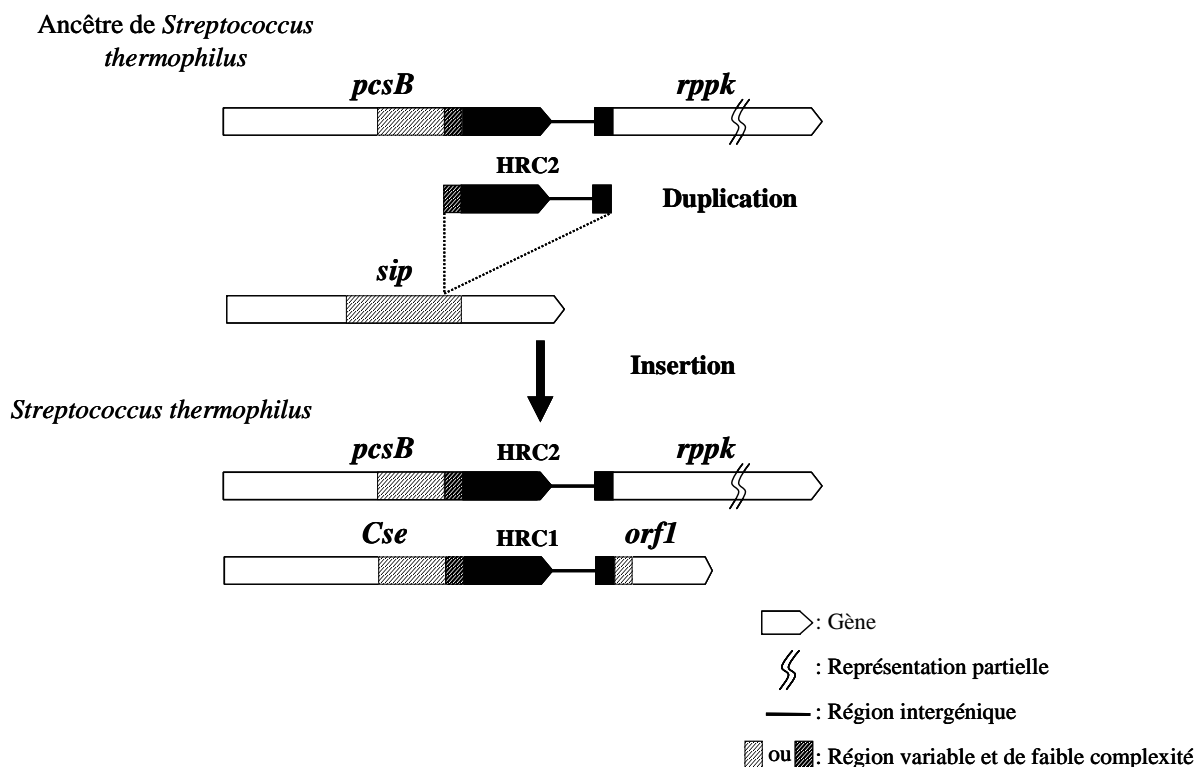 Ancêtre de Streptococcus
thermophilus
pcsB rppk
HRC2
Duplication
sip
Insertion
Streptococcus thermophilus
pcsB HRC2 rppk
Cse HRC1 orf1
: Gène
: Représentation partielle
: Région intergénique
ou : Région variable et de faible complexité